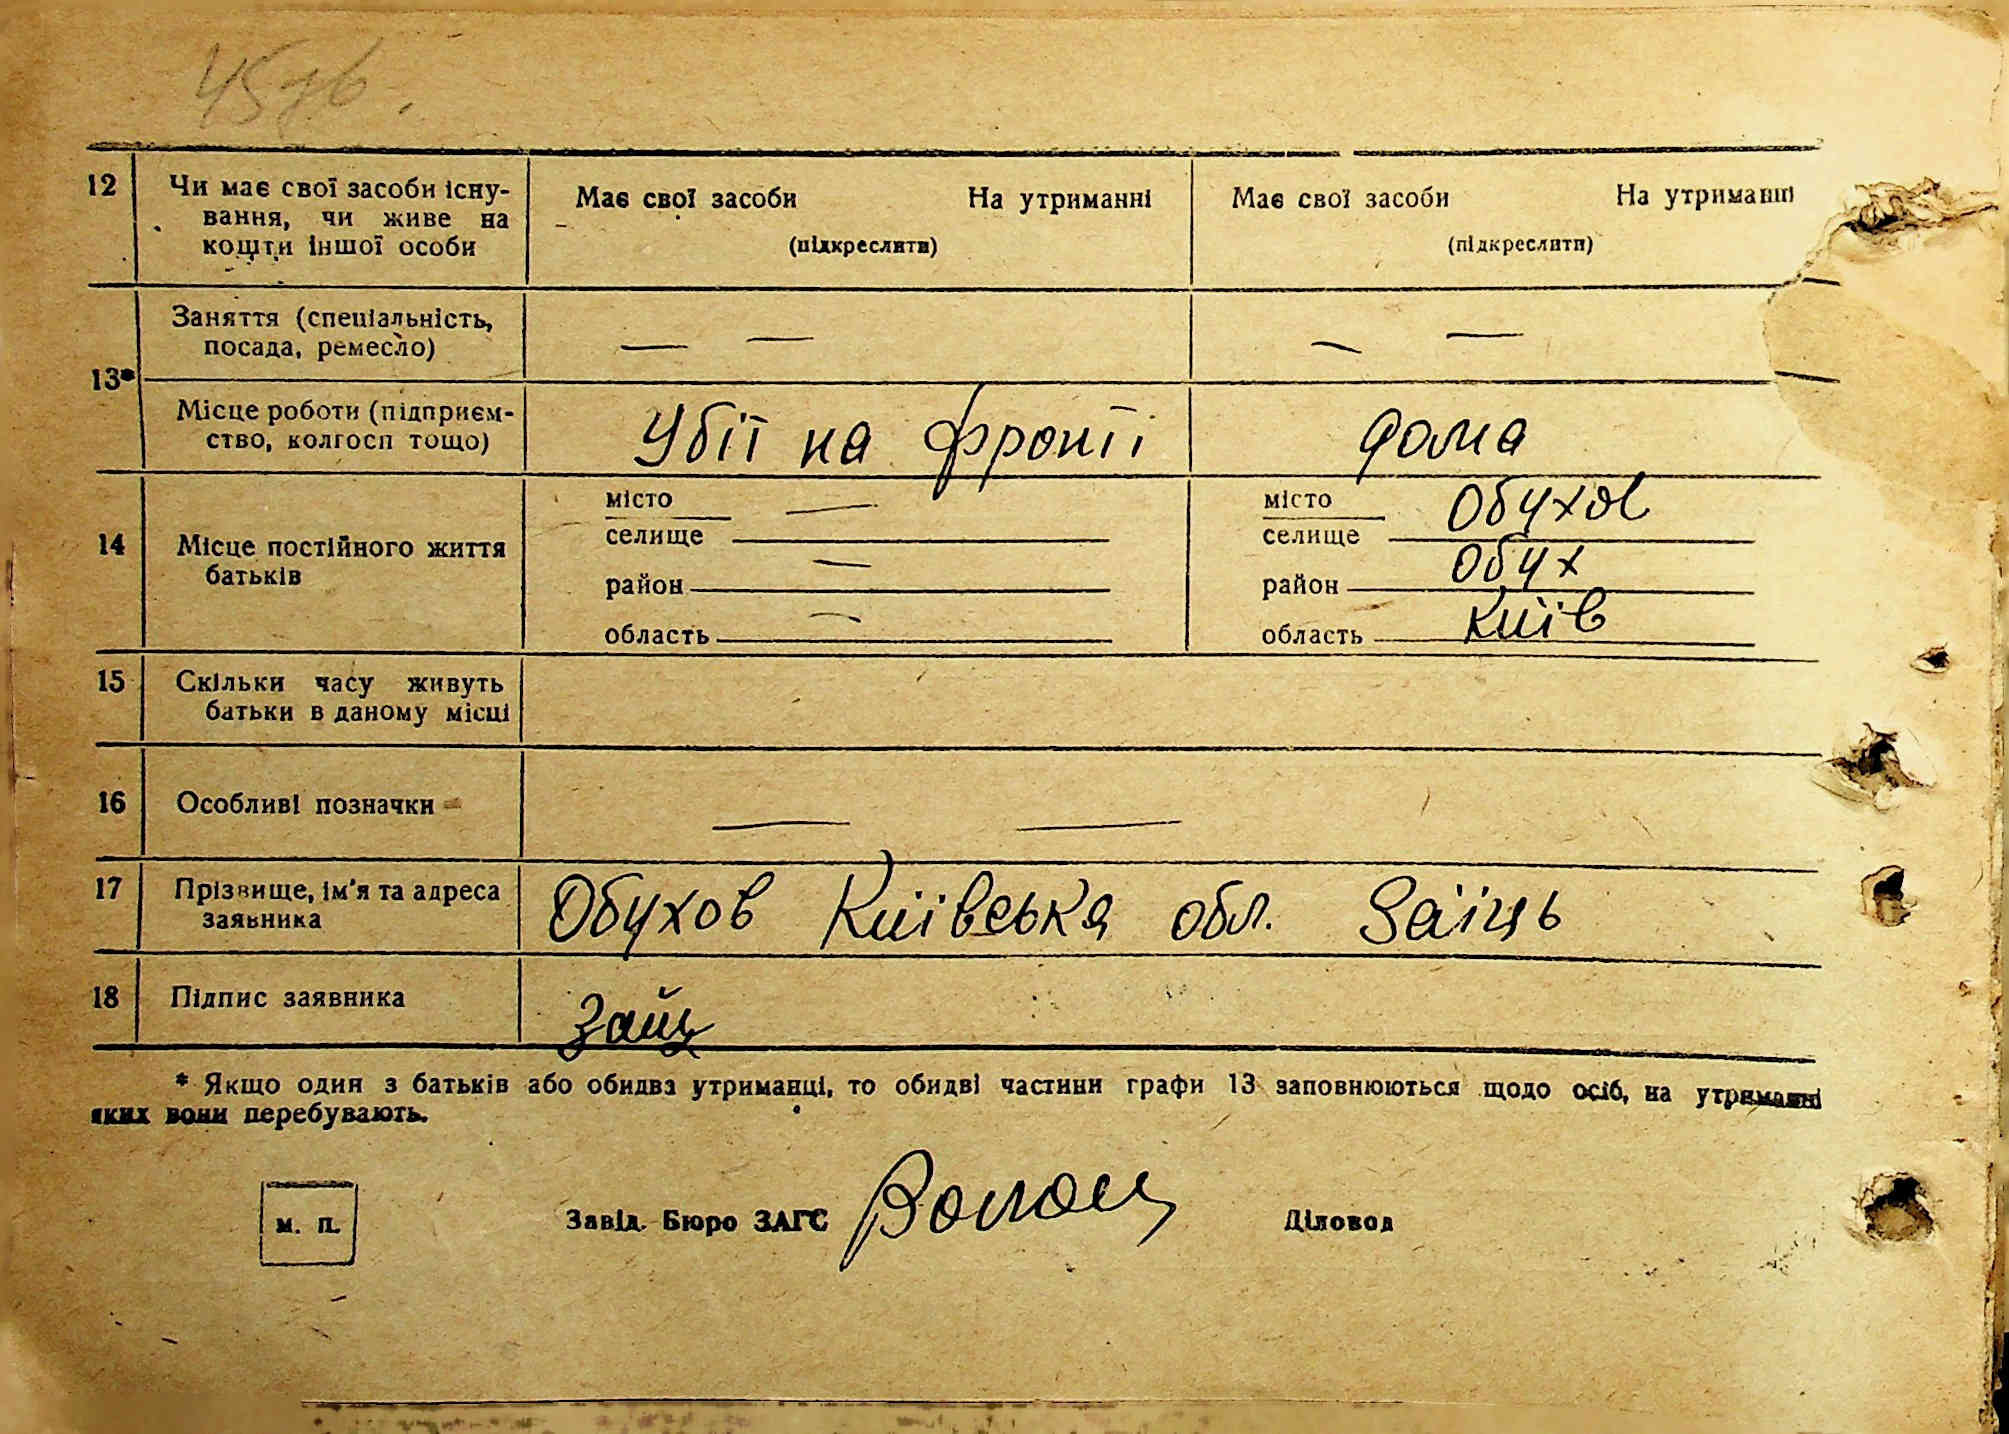 12 Чи має свої засоби існу-
вання, чи живе на
кошти іншої особи
Має свої засоби На утриманні
(підкреслити)
Має свої засоби На утриманні
(підкреслити)
13*
Заняття (спеціальність,
посада, ремесло)
— —
— —
Місце роботи (підприєм-
ство, колгосп тощо)
Убії на фронті
дома
14 Місце постійного життя
батьків
місто —
селище
район —
область —
місто Обухов
селище
район Обух
область Київ
15 Скільки часу живуть
батьки в даному місці
16 Особливі позначки — —
17 Прізвище, ім'я та адреса
заявника
Обухов Київська обл. Заїць
18 Підпис заявника
Заїц
* Якщо один з батьків або обидва утриманці, то обидві частини графи 13 заповнюються щодо осіб, на утриманні
яких вони перебувають.
м. п.
Завід. Бюро ЗАГС
Діловод